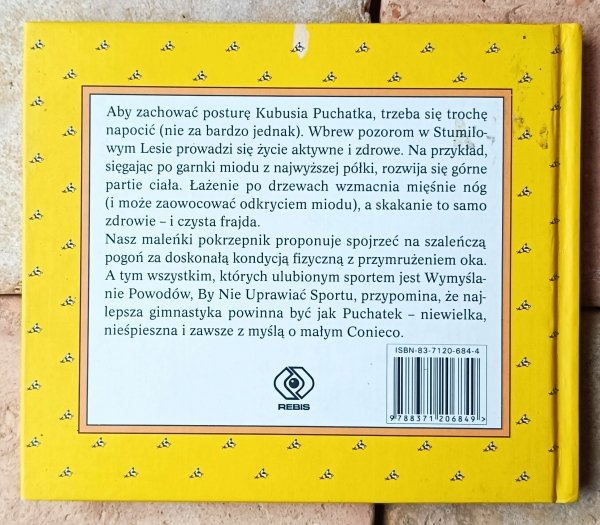 Aby zachować posturę Kubusia Puchatka, trzeba się trochę
napocić (nie za bardzo jednak). Wbrew pozorom w Stumilo-
wym Lesie prowadzi się życie aktywne i zdrowe. Na przykład,
sięgając po garnki miodu z najwyższej półki, rozwija się górne
partie ciała. Łażenie po drzewach wzmacnia mięśnie nóg
(i może zaowocować odkryciem miodu), a skakanie to samo
zdrowie – i czysta frajda.
Nasz maleńki pokrzepnik proponuje spojrzeć na szaleńczą
pogoń za doskonałą kondycją fizyczną z przymrużeniem oka.
A tym wszystkim, których ulubionym sportem jest Wymyśla-
nie Powodów, By Nie Uprawiać Sportu, przypomina, że naj-
lepsza gimnastyka powinna być jak Puchatek – niewielka,
nieśpieszna i zawsze z myślą o małym Conieco.
ISBN-83-7120-684-4
REBIS
9788371206849>